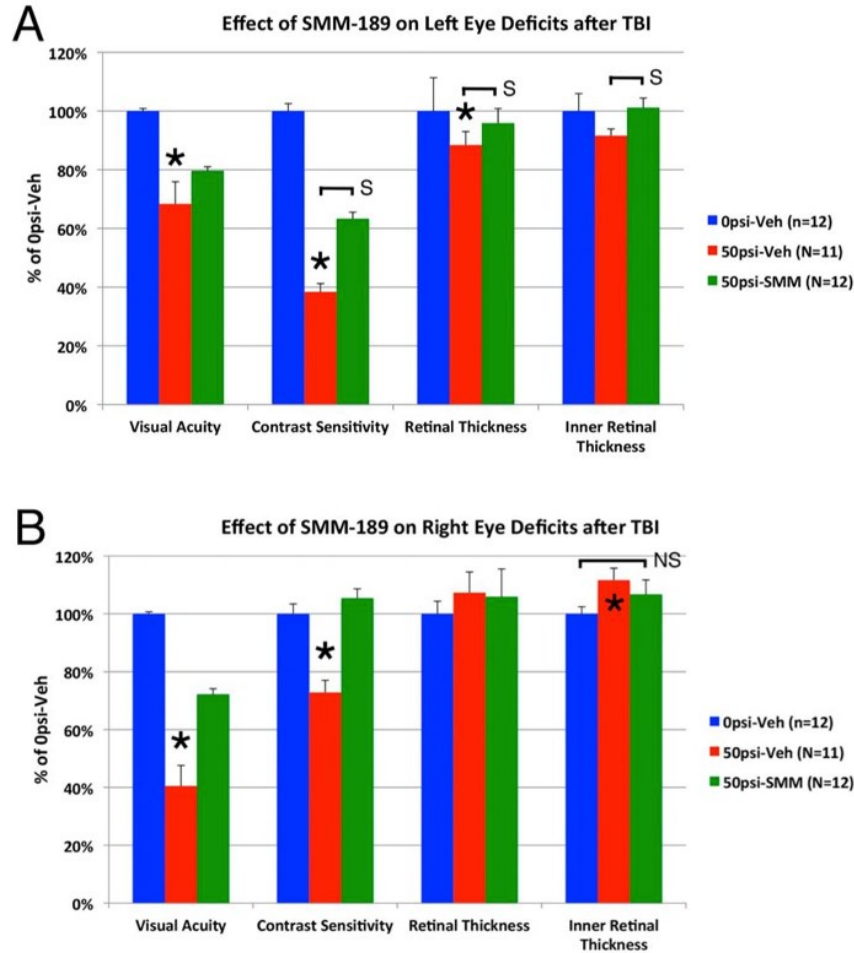 A
Effect of SMM-189 on Left Eye Deficits after TBI
120%
100%
80%
60%
40%
20%
0%
% of 0psi-Veh
*
*
S
*
S
S
Visual Acuity
Contrast Sensitivity
Retinal Thickness
Inner Retinal
Thickness
0psi-Veh (n=12)
50psi-Veh (N=11)
50psi-SMM (N=12)
B
Effect of SMM-189 on Right Eye Deficits after TBI
120%
100%
80%
60%
40%
20%
0%
% of 0psi-Veh
*
*
*
NS
Visual Acuity
Contrast Sensitivity
Retinal Thickness
Inner Retinal
Thickness
0psi-Veh (n=12)
50psi-Veh (N=11)
50psi-SMM (N=12)